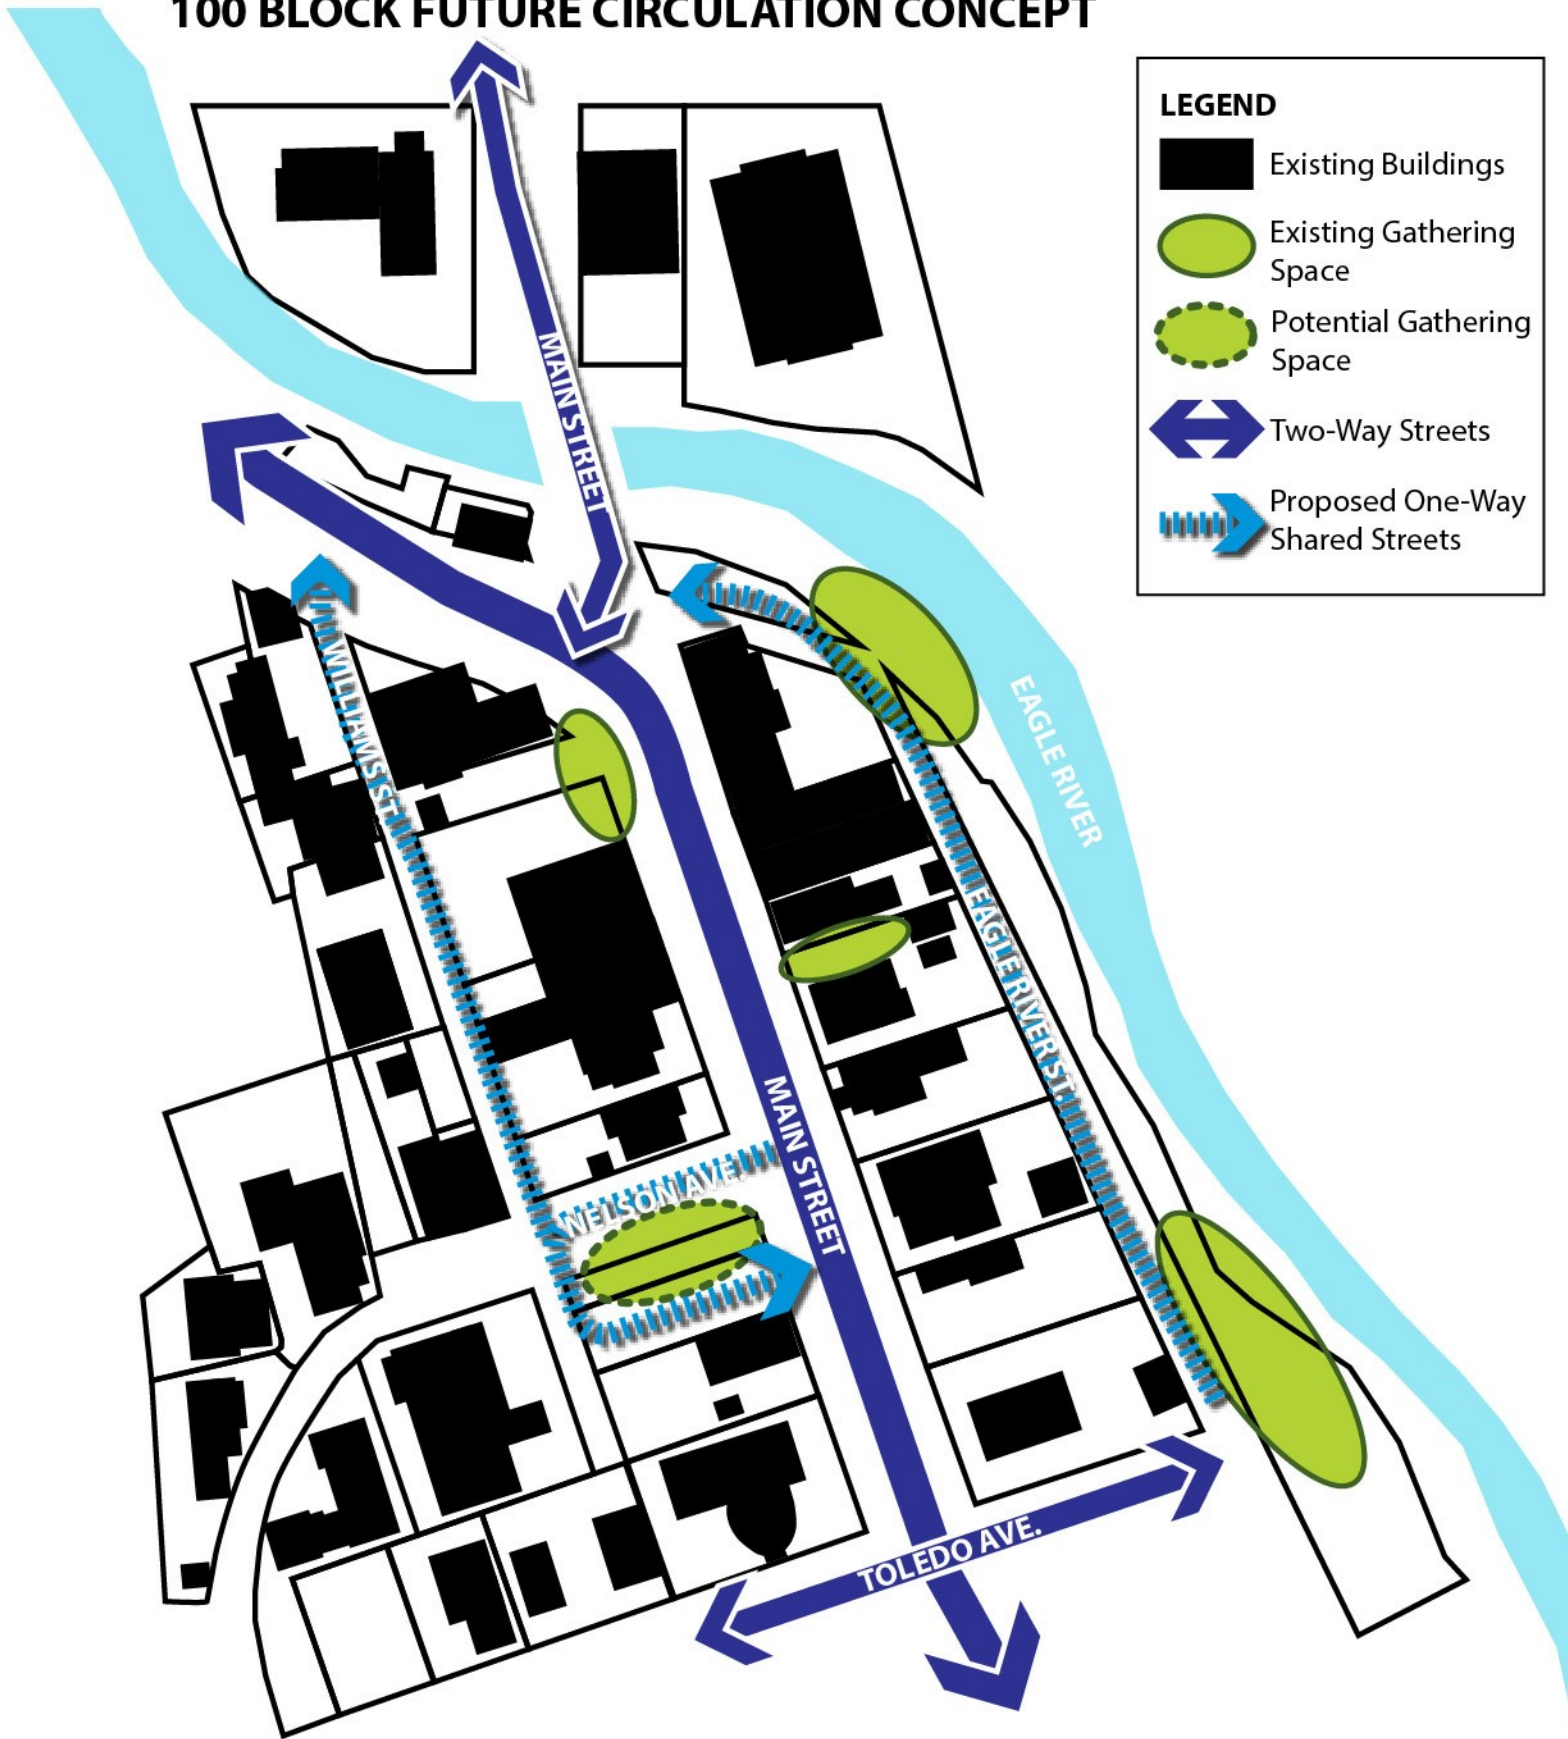 100 BLOCK FUTURE CIRCULATION CONCEPT
LEGEND
Existing Buildings
Existing Gathering
Space
Potential Gathering
Space
Two-Way Streets
Proposed One-Way
Shared Streets
MAIN STREET
WILLIAMS ST.
EAGLE RIVER
EAGLE RIVER ST.
MAIN STREET
NELSON AVE.
TOLEDO AVE.